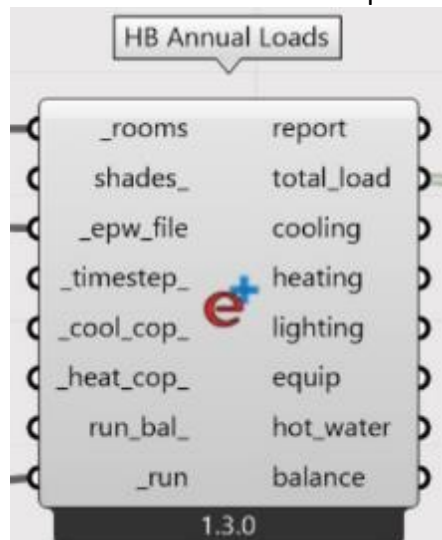 HB Annual Loads
_rooms report
shades_ total_load
_epw_file cooling
_timestep_ heating
_cool_cop_ lighting
_heat_cop_ equip
run_bal_ hot_water
_run balance
1.3.0